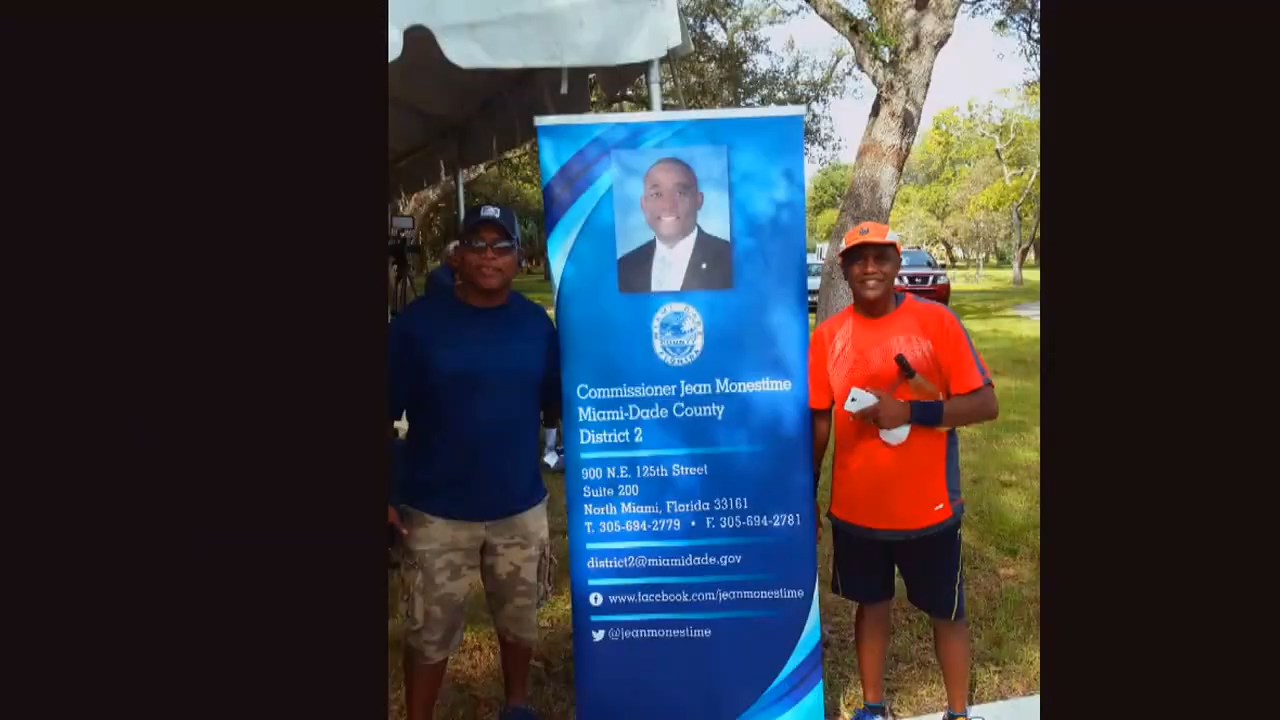 Commissioner Jean Monestime
Miami-Dade County
District 2
900 N.E. 125th Street
Suite 200
North Miami, Florida 33161
T. 305-694-2779 • F. 305-694-2781
district2@miamidade.gov
www.facebook.com/jeanmonestime
@jeanmonestime